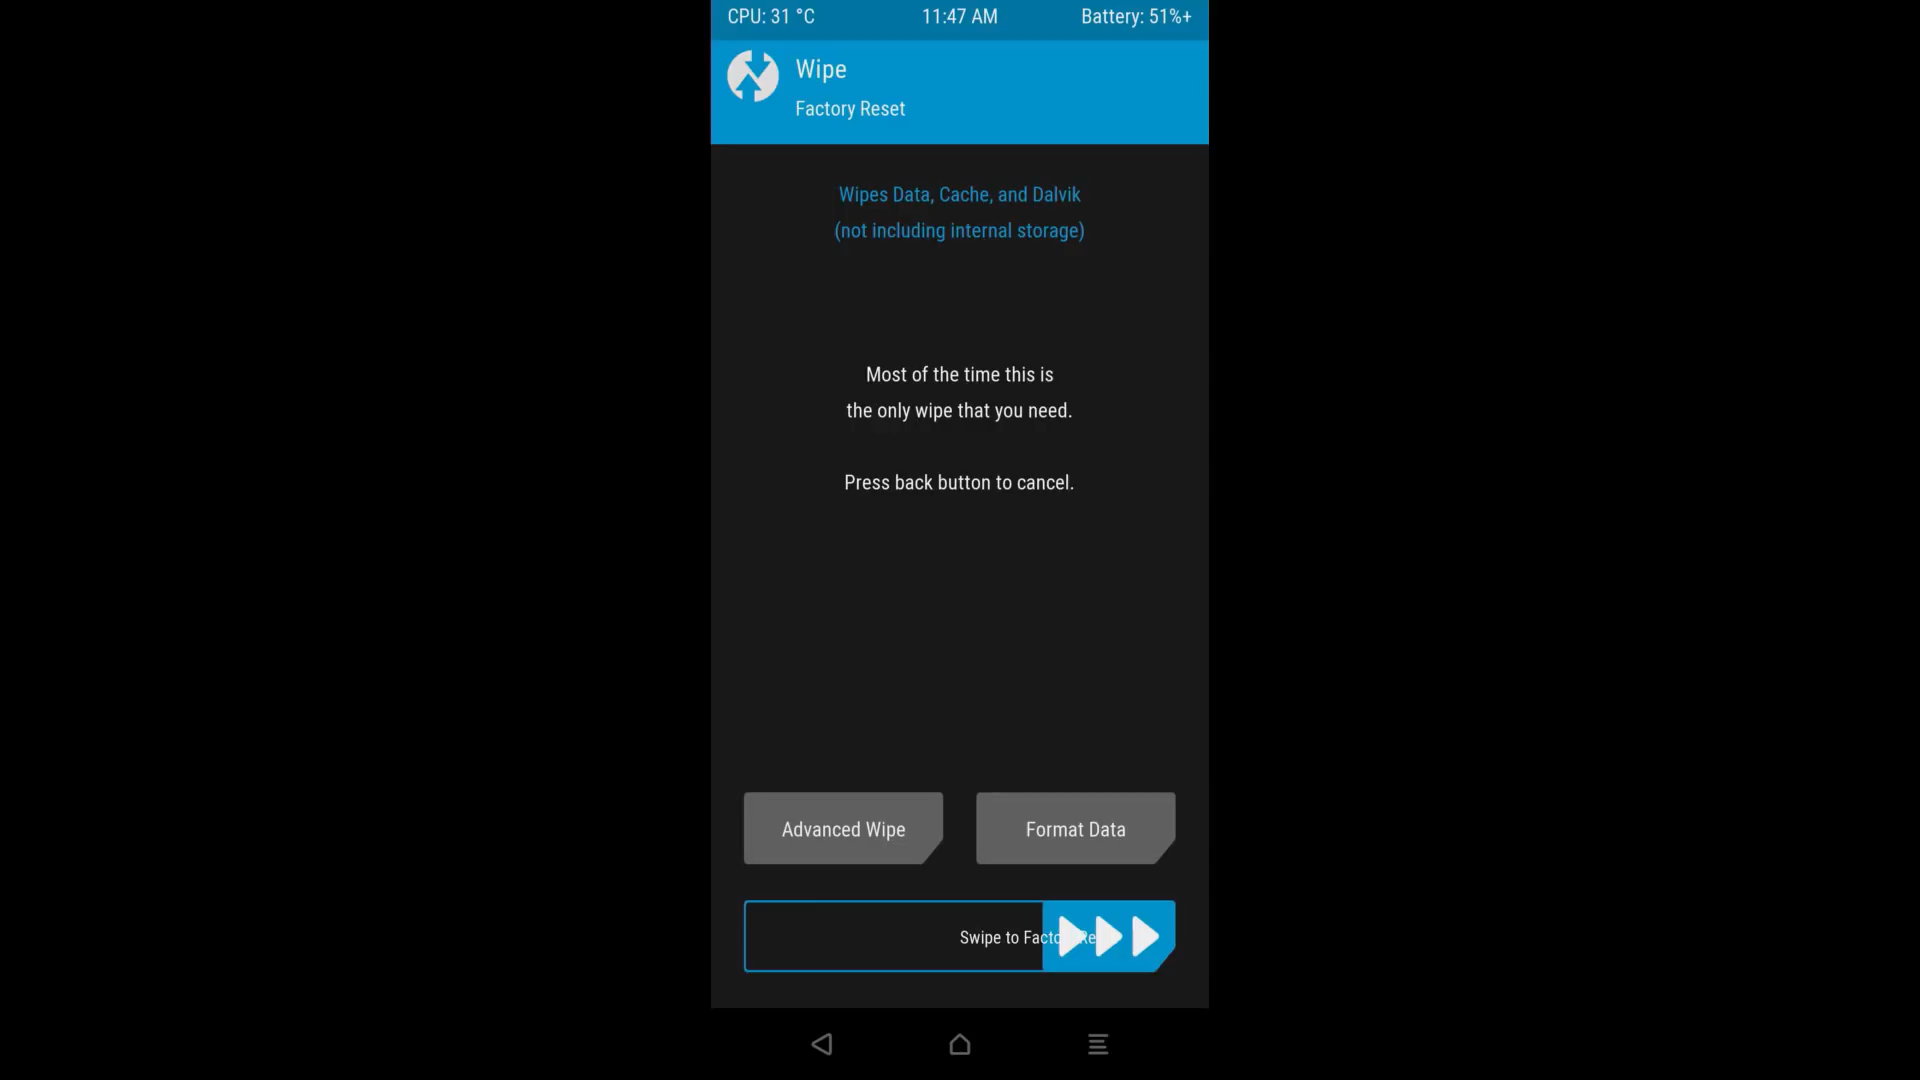 CPU: 31 °C 11:47 AM Battery: 51%+
Wipe
Factory Reset
Wipes Data, Cache, and Dalvik
(not including internal storage)
Most of the time this is
the only wipe that you need.
Press back button to cancel.
Advanced Wipe Format Data
Swipe to